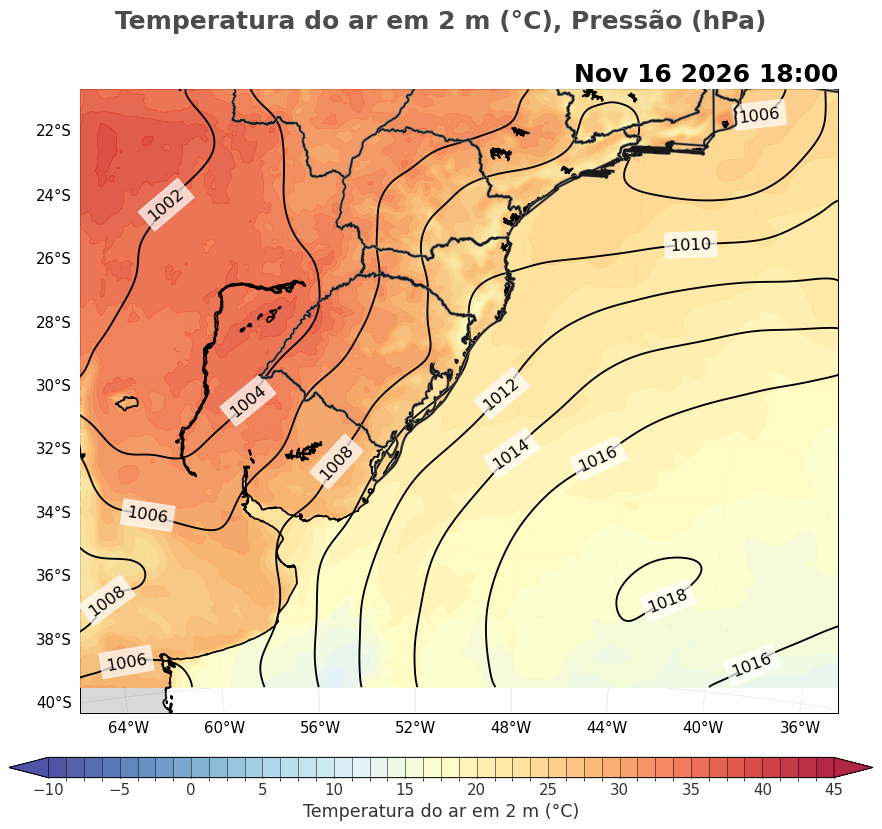 Temperatura do ar em 2 m (°C), Pressão (hPa)
Nov 16 2026 18:00
22°S
24°S
26°S
28°S
30°S
32°S
34°S
36°S
38°S
40°S
1006
1002
1010
1004
1012
1008
1014
1016
1006
1008
1018
1006
1016
64°W
60°W
56°W
52°W
48°W
44°W
40°W
36°W
−10
−5
0
5
10
15
20
25
30
35
40
45
Temperatura do ar em 2 m (°C)